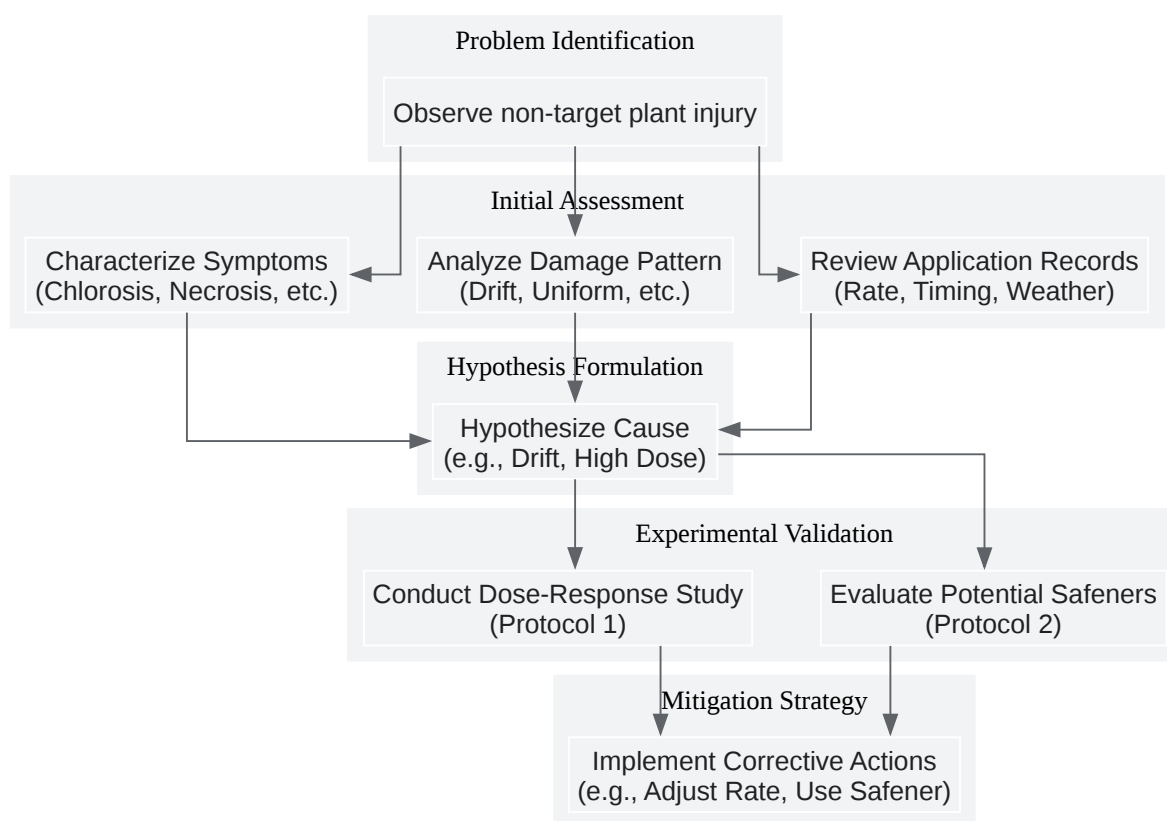 Problem Identification
Observe non-target plant injury
Initial Assessment
Characterize Symptoms
(Chlorosis, Necrosis, etc.)
Analyze Damage Pattern
(Drift, Uniform, etc.)
Review Application Records
(Rate, Timing, Weather)
Hypothesis Formulation
Hypothesize Cause
(e.g., Drift, High Dose)
Experimental Validation
Conduct Dose-Response Study
(Protocol 1)
Evaluate Potential Safeners
(Protocol 2)
Mitigation Strategy
Implement Corrective Actions
(e.g., Adjust Rate, Use Safener)